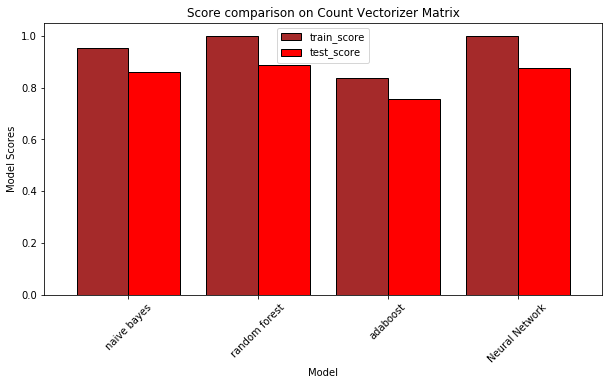 Score comparison on Count Vectorizer Matrix
train_score
test_score
Model Scores
1.0
0.8
0.6
0.4
0.2
0.0
naive bayes
random forest
adaboost
Neural Network
Model